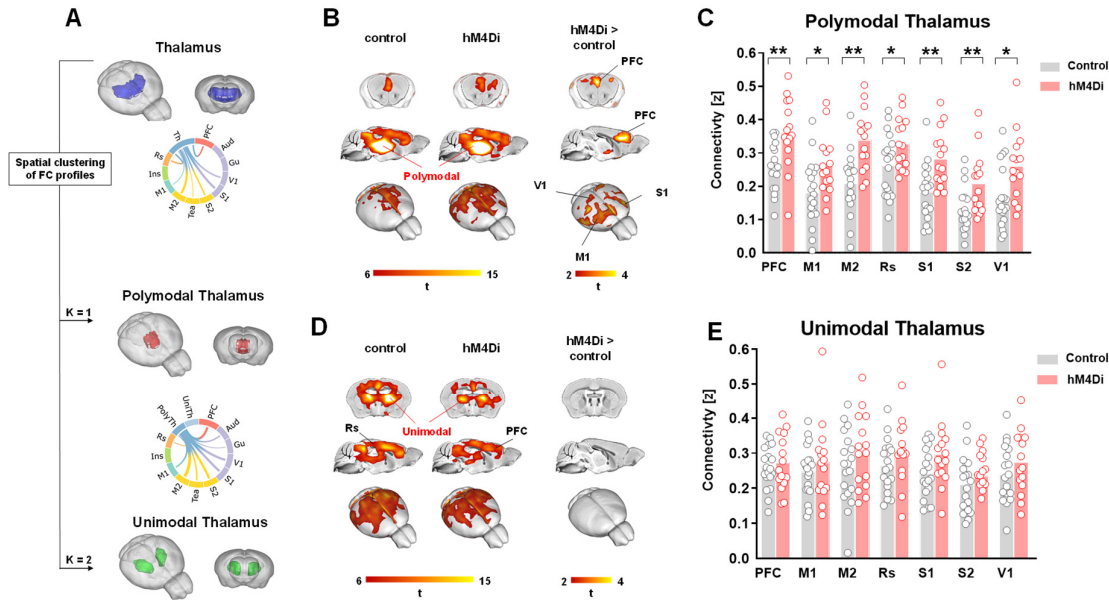 A
Thalamus
Th
PFC
Aud
Gu
V1
S1
S2
Tea
M2
M1
Ins
Rs
Spatial clustering
of FC profiles
Polymodal Thalamus
K = 1
PolyTh
UniTh
PFC
Aud
Gu
V1
S1
S2
Tea
M2
M1
Ins
Rs
Unimodal Thalamus
K = 2
B
control
hM4Di
hM4Di >
control
PFC
PFC
Polymodal
V1
S1
M1
6
15
t
2
4
t
C
Polymodal Thalamus
Connectivity [z]
0.6
0.5
0.4
0.3
0.2
0.1
0.0
** * ** * ** ** *
Control
hM4Di
PFC M1 M2 Rs S1 S2 V1
D
control
hM4Di
hM4Di >
control
Rs
Unimodal
PFC
6
15
t
2
4
t
E
Unimodal Thalamus
Connectivty [z]
0.6
0.5
0.4
0.3
0.2
0.1
0.0
Control
hM4Di
PFC M1 M2 Rs S1 S2 V1